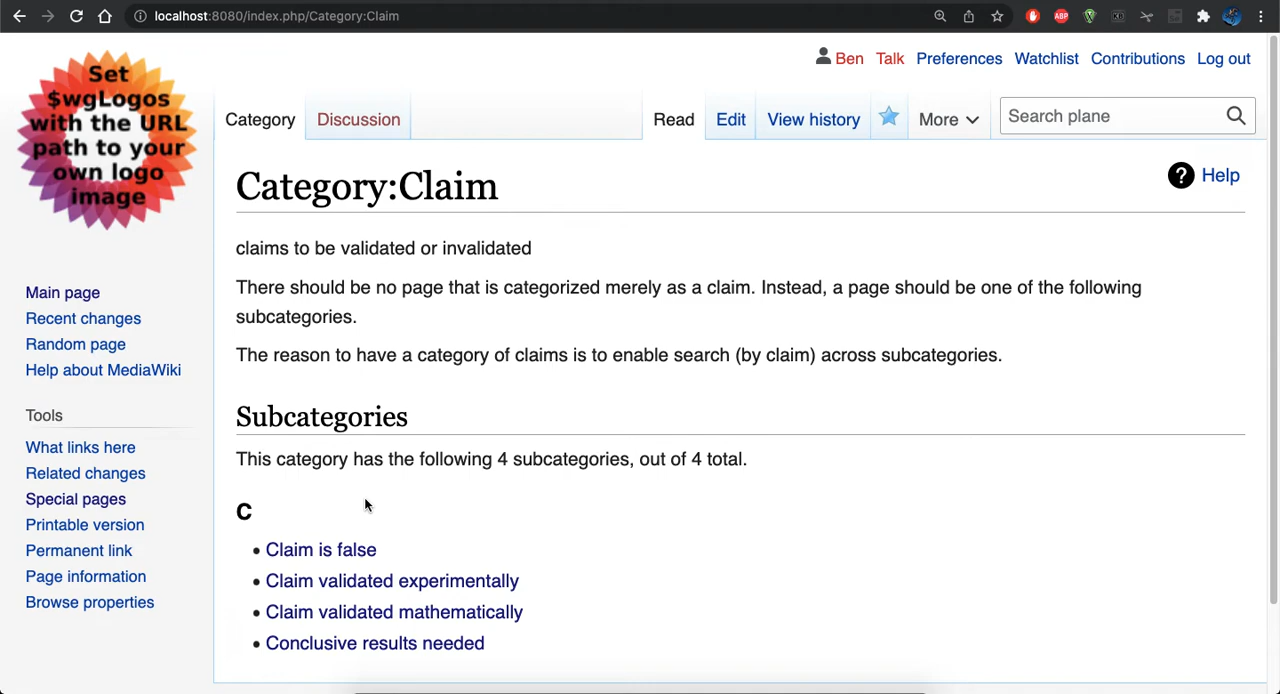 localhost:8080/index.php/Category:Claim
ABP
Set
$wgLogos
with the URL
path to your
own logo
image
Ben Talk Preferences Watchlist Contributions Log out
Category Discussion Read Edit View history More Search plane
Category:Claim
Help
claims to be validated or invalidated
There should be no page that is categorized merely as a claim. Instead, a page should be one of the following
subcategories.
The reason to have a category of claims is to enable search (by claim) across subcategories.
Main page
Recent changes
Random page
Help about MediaWiki
Tools
What links here
Related changes
Special pages
Printable version
Permanent link
Page information
Browse properties
Subcategories
This category has the following 4 subcategories, out of 4 total.
C
• Claim is false
• Claim validated experimentally
• Claim validated mathematically
• Conclusive results needed